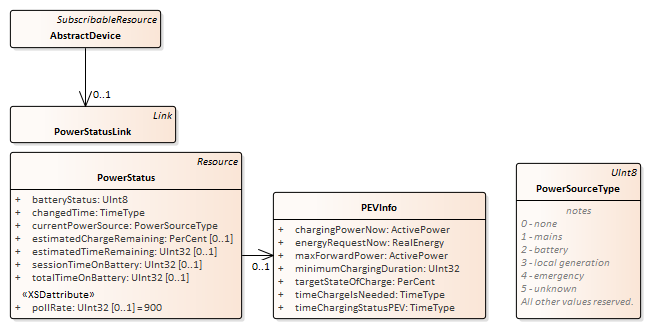 SubscribableResource
AbstractDevice
0..1
Link
PowerStatusLink
Resource
PowerStatus
+ batteryStatus: UInt8
+ changedTime: TimeType
+ currentPowerSource: PowerSourceType
+ estimatedChargeRemaining: PerCent [0..1]
+ estimatedTimeRemaining: UInt32 [0..1]
+ sessionTimeOnBattery: UInt32 [0..1]
+ totalTimeOnBattery: UInt32 [0..1]
«XSDattribute»
+ pollRate: UInt32 [0..1] = 900
0..1
PEVInfo
+ chargingPowerNow: ActivePower
+ energyRequestNow: RealEnergy
+ maxForwardPower: ActivePower
+ minimumChargingDuration: UInt32
+ targetStateOfCharge: PerCent
+ timeChargeIsNeeded: TimeType
+ timeChargingStatusPEV: TimeType
UInt8
PowerSourceType
notes
0 - none
1 - mains
2 - battery
3 - local generation
4 - emergency
5 - unknown
All other values reserved.